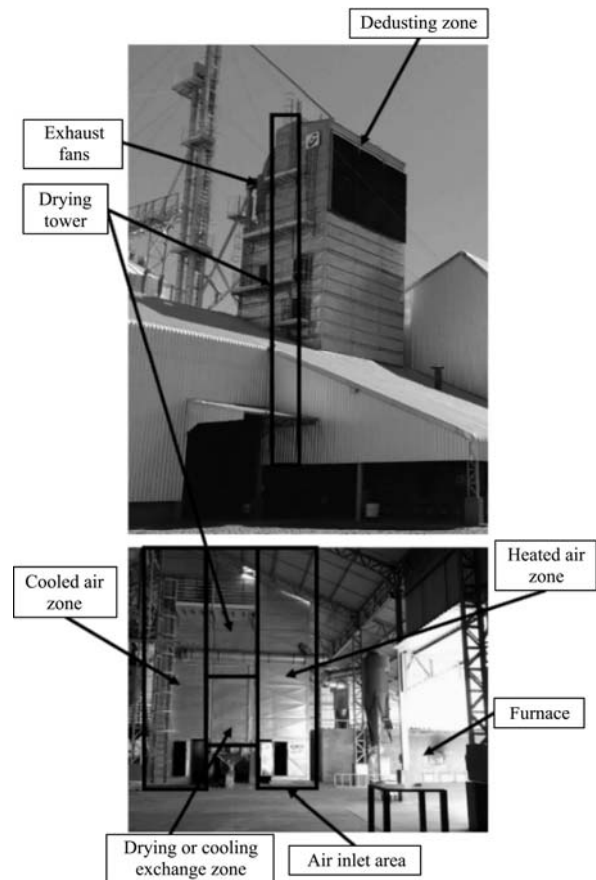 Dedusting zone
Exhaust
fans
Drying
tower
Cooled air
zone
Heated air
zone
Furnace
Drying or cooling
exchange zone
Air inlet area